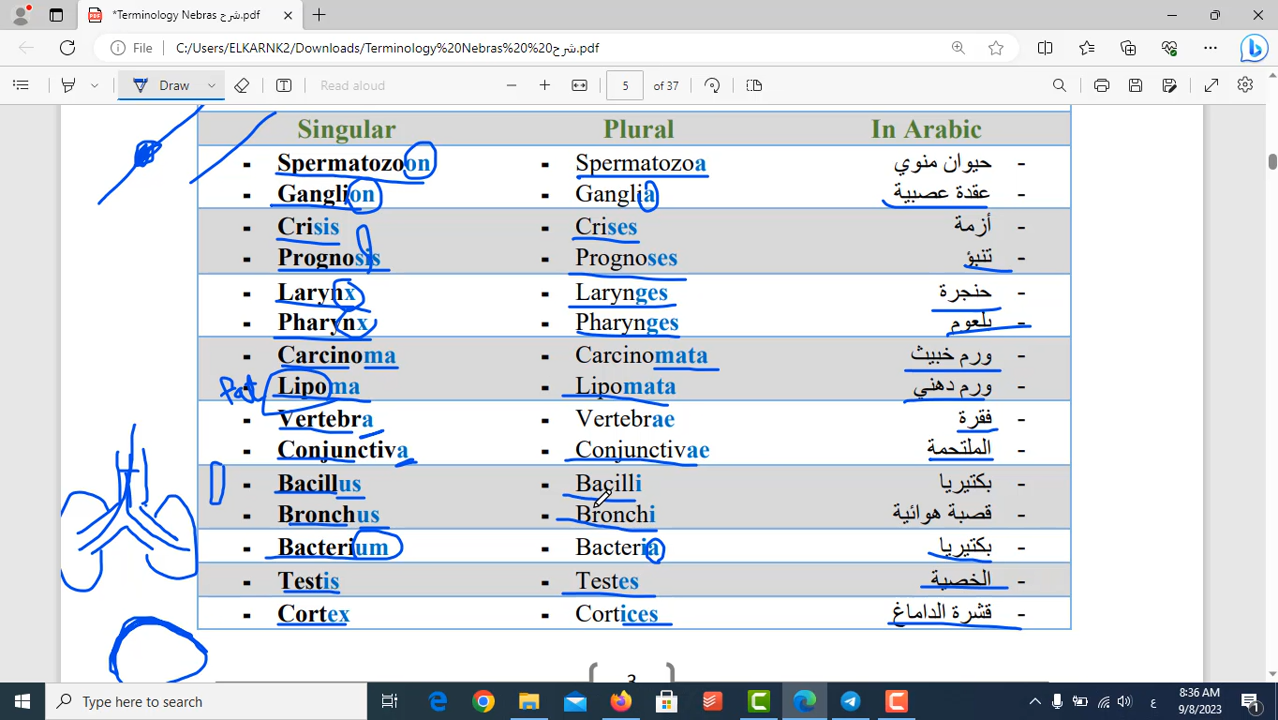 *Terminology Nebras شرح.pdf
File C:/Users/ELKARNK2/Downloads/Terminology%20Nebras%20%20شرح.pdf
Draw Read aloud 5 of 37
Singular Plural In Arabic
- Spermatozoon - Spermatozoa - حيوان منوي
- Ganglion - Ganglia - عقدة عصبية
- Crisis - Crises - أزمة
- Prognosis - Prognoses - تنبؤ
- Larynx - Larynges - حنجرة
- Pharynx - Pharynges - بلعوم
- Carcinoma - Carcinomata - ورم خبيث
Fat - Lipoma - Lipomata - ورم دهني
- Vertebra - Vertebrae - فقرة
- Conjunctiva - Conjunctivae - الملتحمة
- Bacillus - Bacilli - بكتيريا
- Bronchus - Bronchi - قصبة هوائية
- Bacterium - Bacteria - بكتيريا
- Testis - Testes - الخصية
- Cortex - Cortices - قشرة الداماغ
3
Type here to search
ع
8:36 AM
9/8/2023
1